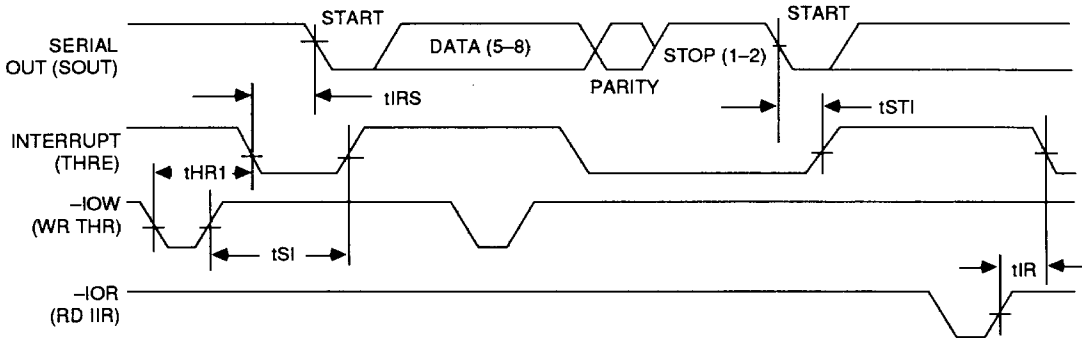 START
START
SERIAL
OUT (SOUT)
DATA (5–8)
STOP (1–2)
PARITY
tIRS
tSTI
INTERRUPT
(THRE)
tHR1
–IOW
(WR THR)
tSI
tIR
–IOR
(RD IIR)